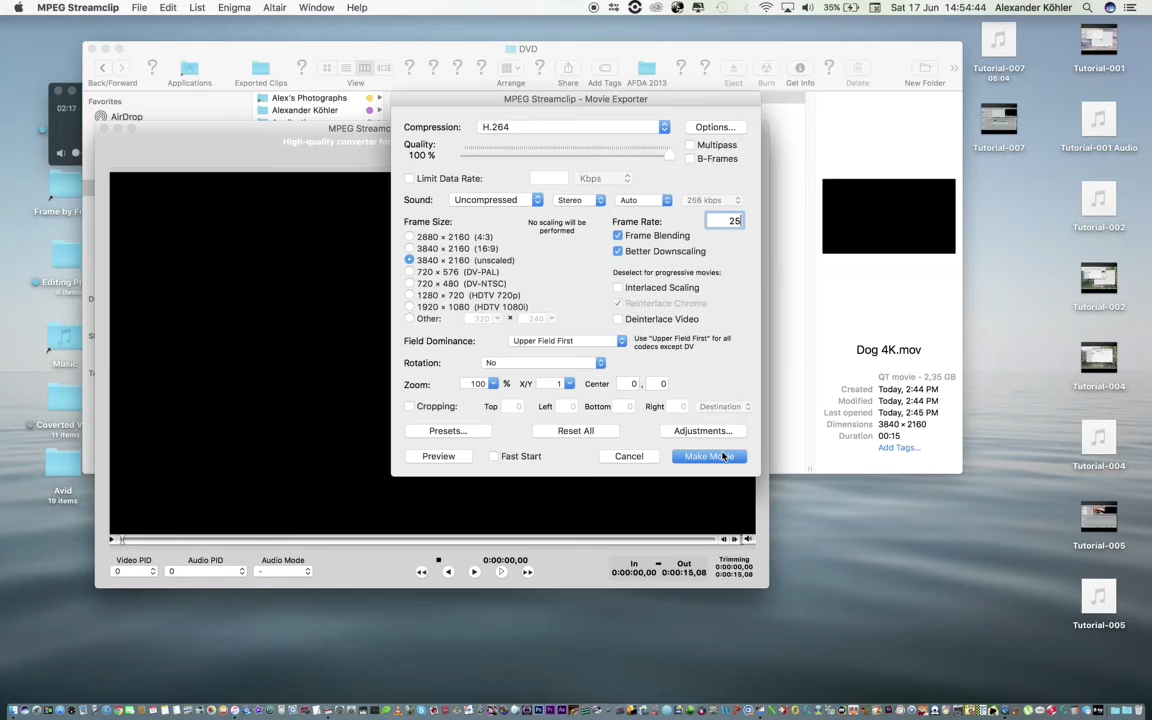 MPEG Streamclip File Edit List Enigma Altair Window Help
35% Sat 17 Jun 14:54:44 Alexander Köhler
DVD
Back/Forward Applications Exported Clips View Arrange Share Add Tags AFDA 2013 Eject Burn Get Info Delete New Folder
Favorites
AirDrop
Alex's Photographs
Alexander Köhler
02:17
MPEG Streamc
High-quality converter for
MPEG Streamclip - Movie Exporter
Compression: H.264 Options...
Quality: 100 %
Multipass
B-Frames
Limit Data Rate: Kbps
Sound: Uncompressed Stereo Auto 256 kbps
Frame Size:
No scaling will be
performed
Frame Rate: 25
2880 × 2160 (4:3)
3840 × 2160 (16:9)
3840 × 2160 (unscaled)
720 × 576 (DV-PAL)
720 × 480 (DV-NTSC)
1280 × 720 (HDTV 720p)
1920 × 1080 (HDTV 1080i)
Other: 320 × 240
Frame Blending
Better Downscaling
Deselect for progressive movies:
Interlaced Scaling
Reinterlace Chroma
Deinterlace Video
Field Dominance: Upper Field First
Use "Upper Field First" for all
codecs except DV
Rotation: No
Zoom: 100 % X/Y 1 Center 0 , 0
Cropping: Top 0 Left 0 Bottom 0 Right 0 Destination
Presets... Reset All Adjustments...
Preview Fast Start Cancel Make Movie
Video PID Audio PID Audio Mode
0 0 -
0:00:00,00
In Out
0:00:00,00 0:00:15,08
Trimming
0:00:00,00
0:00:15,08
Dog 4K.mov
QT movie - 2,35 GB
Created Today, 2:44 PM
Modified Today, 2:44 PM
Last opened Today, 2:45 PM
Dimensions 3840 × 2160
Duration 00:15
Add Tags...
Frame by F
Editing Pr
6 items
Music
Coverted V
11 items
Avid
19 items
Tutorial-007
08:04
Tutorial-007
Tutorial-001
Tutorial-001 Audio
Tutorial-002
Tutorial-002
Tutorial-004
Tutorial-004
Tutorial-005
Tutorial-005